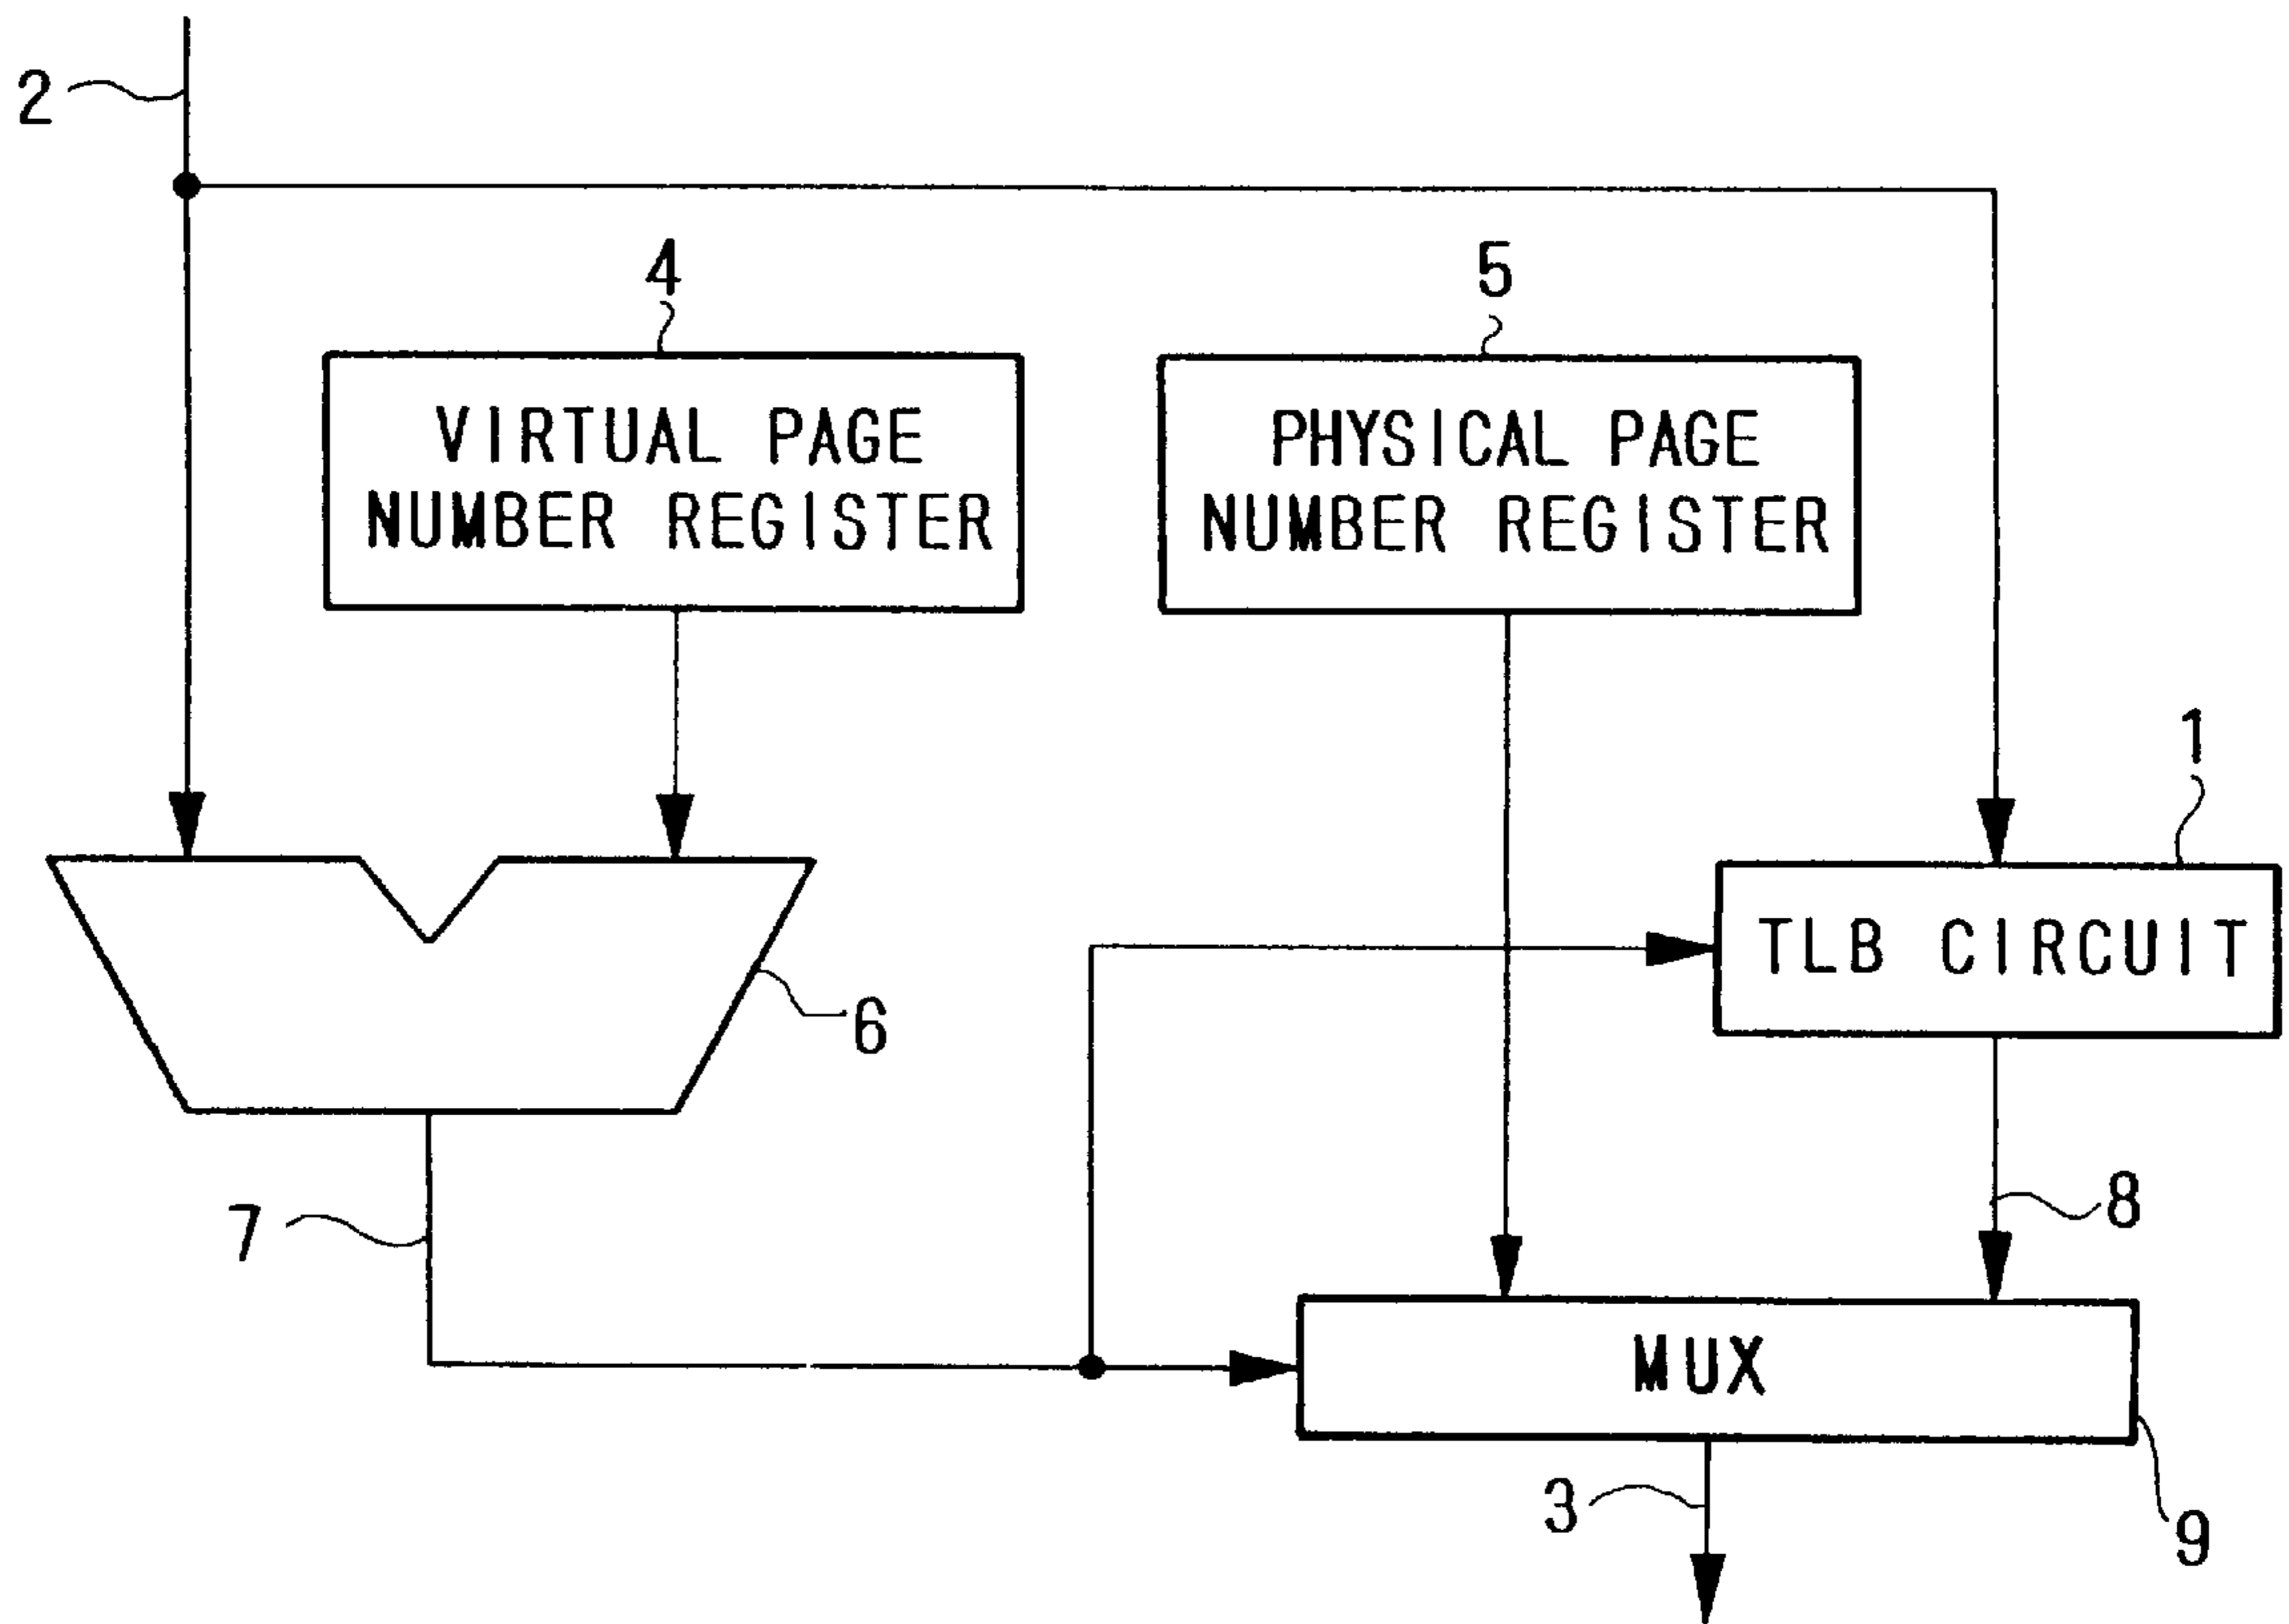 2
4
5
VIRTUAL PAGE
NUMBER REGISTER
PHYSICAL PAGE
NUMBER REGISTER
1
TLB CIRCUIT
6
7
8
MUX
3
9